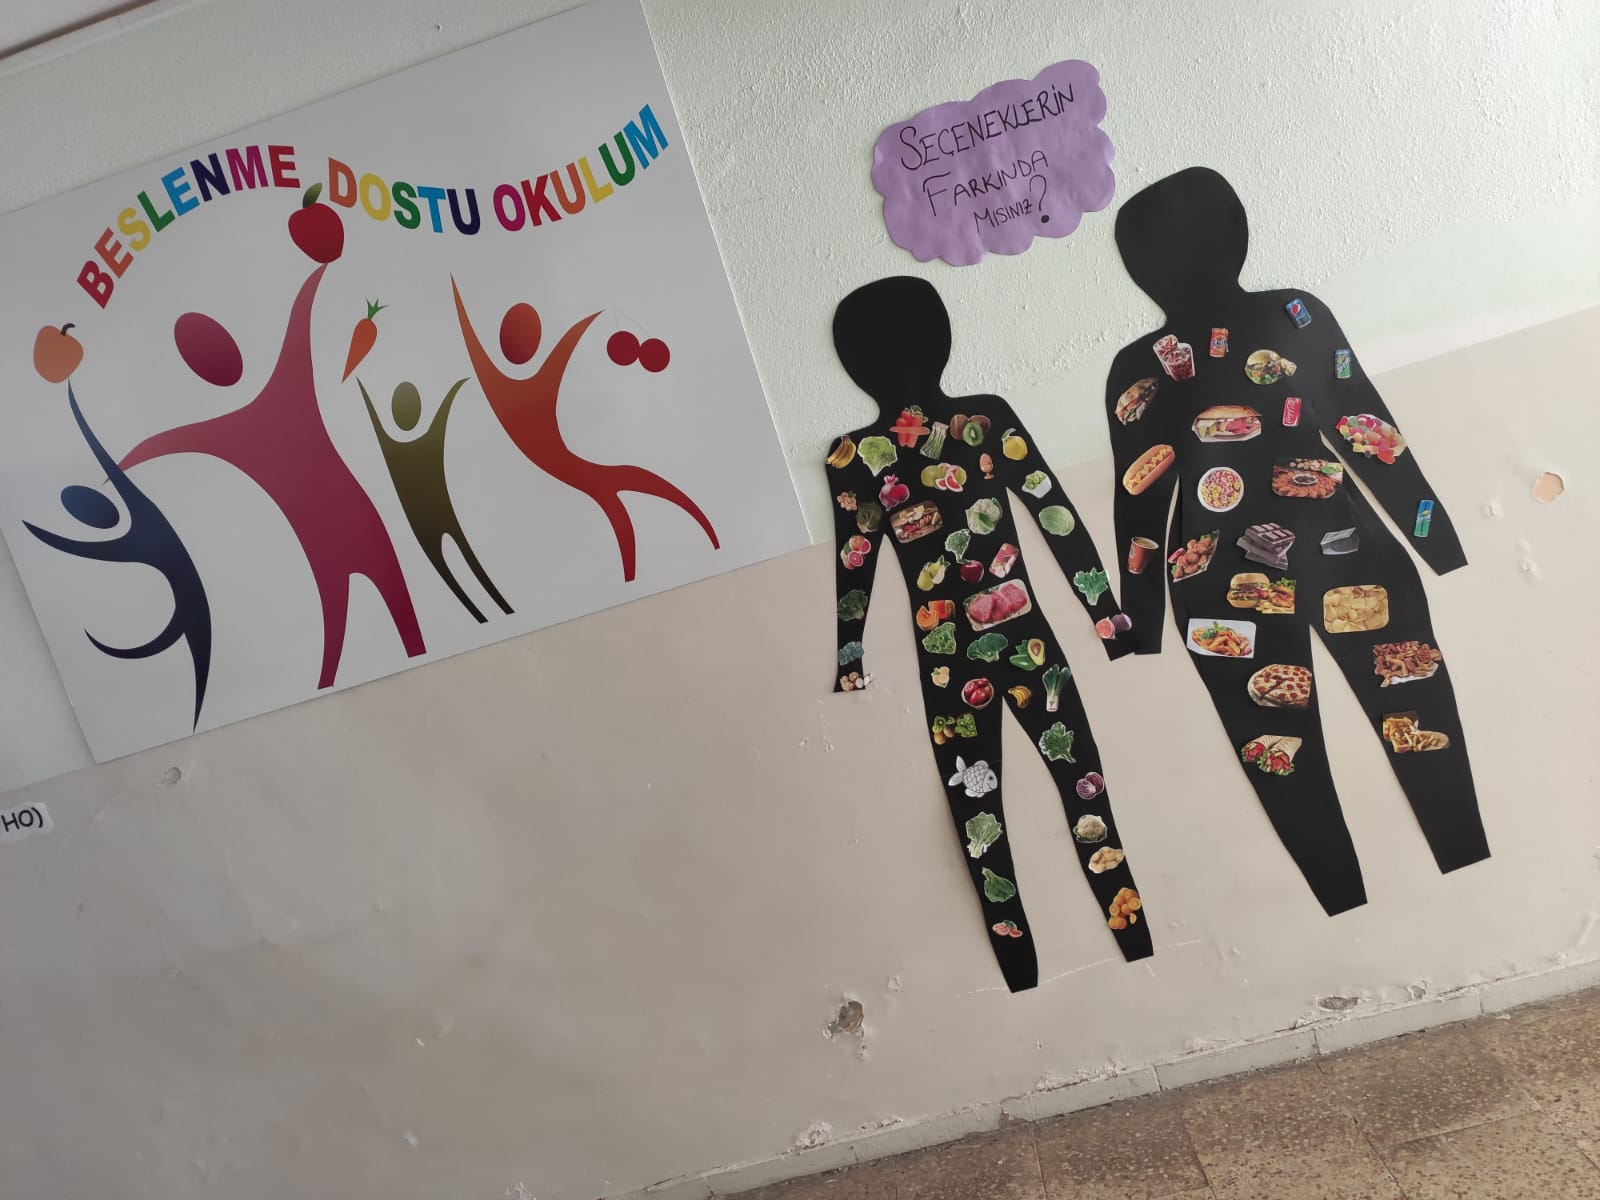 BESLENME DOSTU OKULUM
SEÇENEKLERİN
FARKINDA
MISINIZ?
HO)